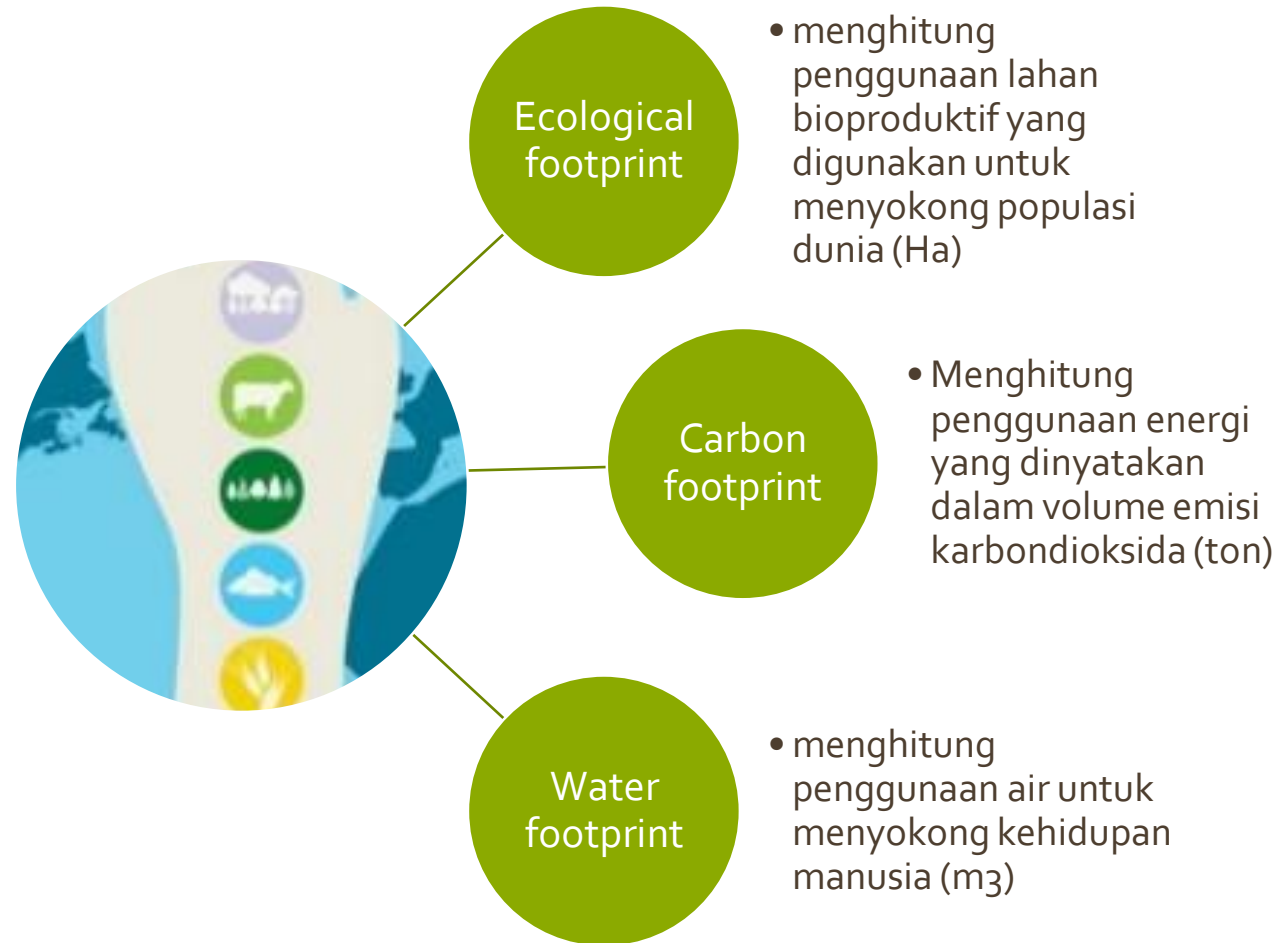 Ecological
footprint
• menghitung
penggunaan lahan
bioproduktif yang
digunakan untuk
menyokong populasi
dunia (Ha)
Carbon
footprint
• Menghitung
penggunaan energi
yang dinyatakan
dalam volume emisi
karbondioksida (ton)
Water
footprint
• menghitung
penggunaan air untuk
menyokong kehidupan
manusia (m3)